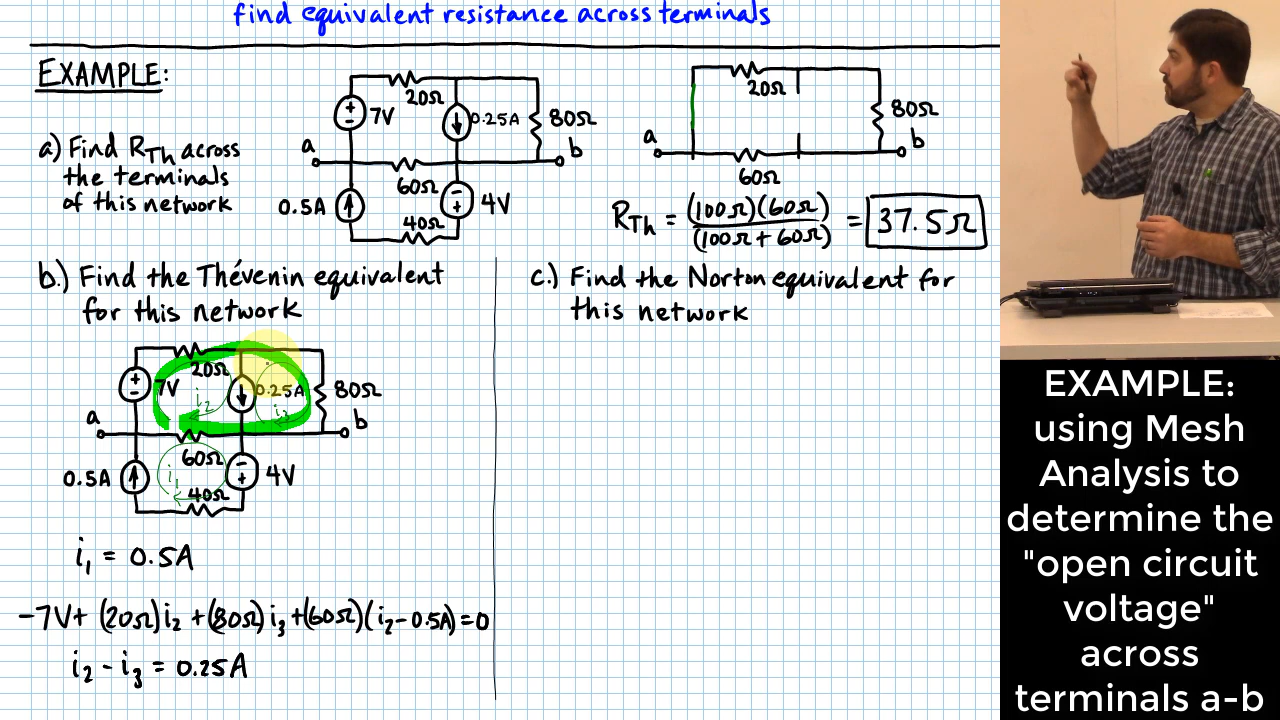 find equivalent resistance across terminals
EXAMPLE:
a) Find RTh across
the terminals
of this network
20Ω
7V
0.25A
80Ω
a
b
60Ω
0.5A
4V
40Ω
20Ω
80Ω
a
b
60Ω
RTh = (100Ω)(60Ω) / (100Ω + 60Ω) = 37.5Ω
b.) Find the Thévenin equivalent
for this network
c.) Find the Norton equivalent for
this network
20Ω
7V
i2
0.25A
i3
80Ω
a
b
60Ω
0.5A
i1
4V
40Ω
i1 = 0.5A
-7V + (20Ω)i2 + (80Ω)i3 + (60Ω)(i2 - 0.5A) = 0
i2 - i3 = 0.25A
EXAMPLE:
using Mesh
Analysis to
determine the
"open circuit
voltage"
across
terminals a-b